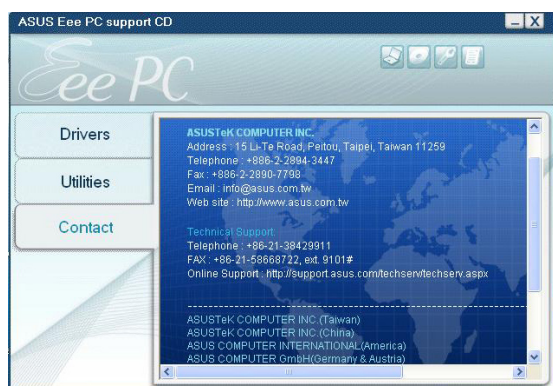 ASUS Eee PC support CD
Eee PC
Drivers
Utilities
Contact
ASUSTeK COMPUTER INC.
Address : 15 Li-Te Road, Peitou, Taipei, Taiwan 11259
Telephone : +886-2-2894-3447
Fax : +886-2-2890-7798
Email : info@asus.com.tw
Web site : http://www.asus.com.tw
Technical Support:
Telephone : +86-21-38429911
FAX : +86-21-58668722, ext. 9101#
Online Support : http://support.asus.com/techserv/techserv.aspx
ASUSTeK COMPUTER INC.(Taiwan)
ASUSTeK COMPUTER INC.(China)
ASUS COMPUTER INTERNATIONAL(America)
ASUS COMPUTER GmbH(Germany & Austria)